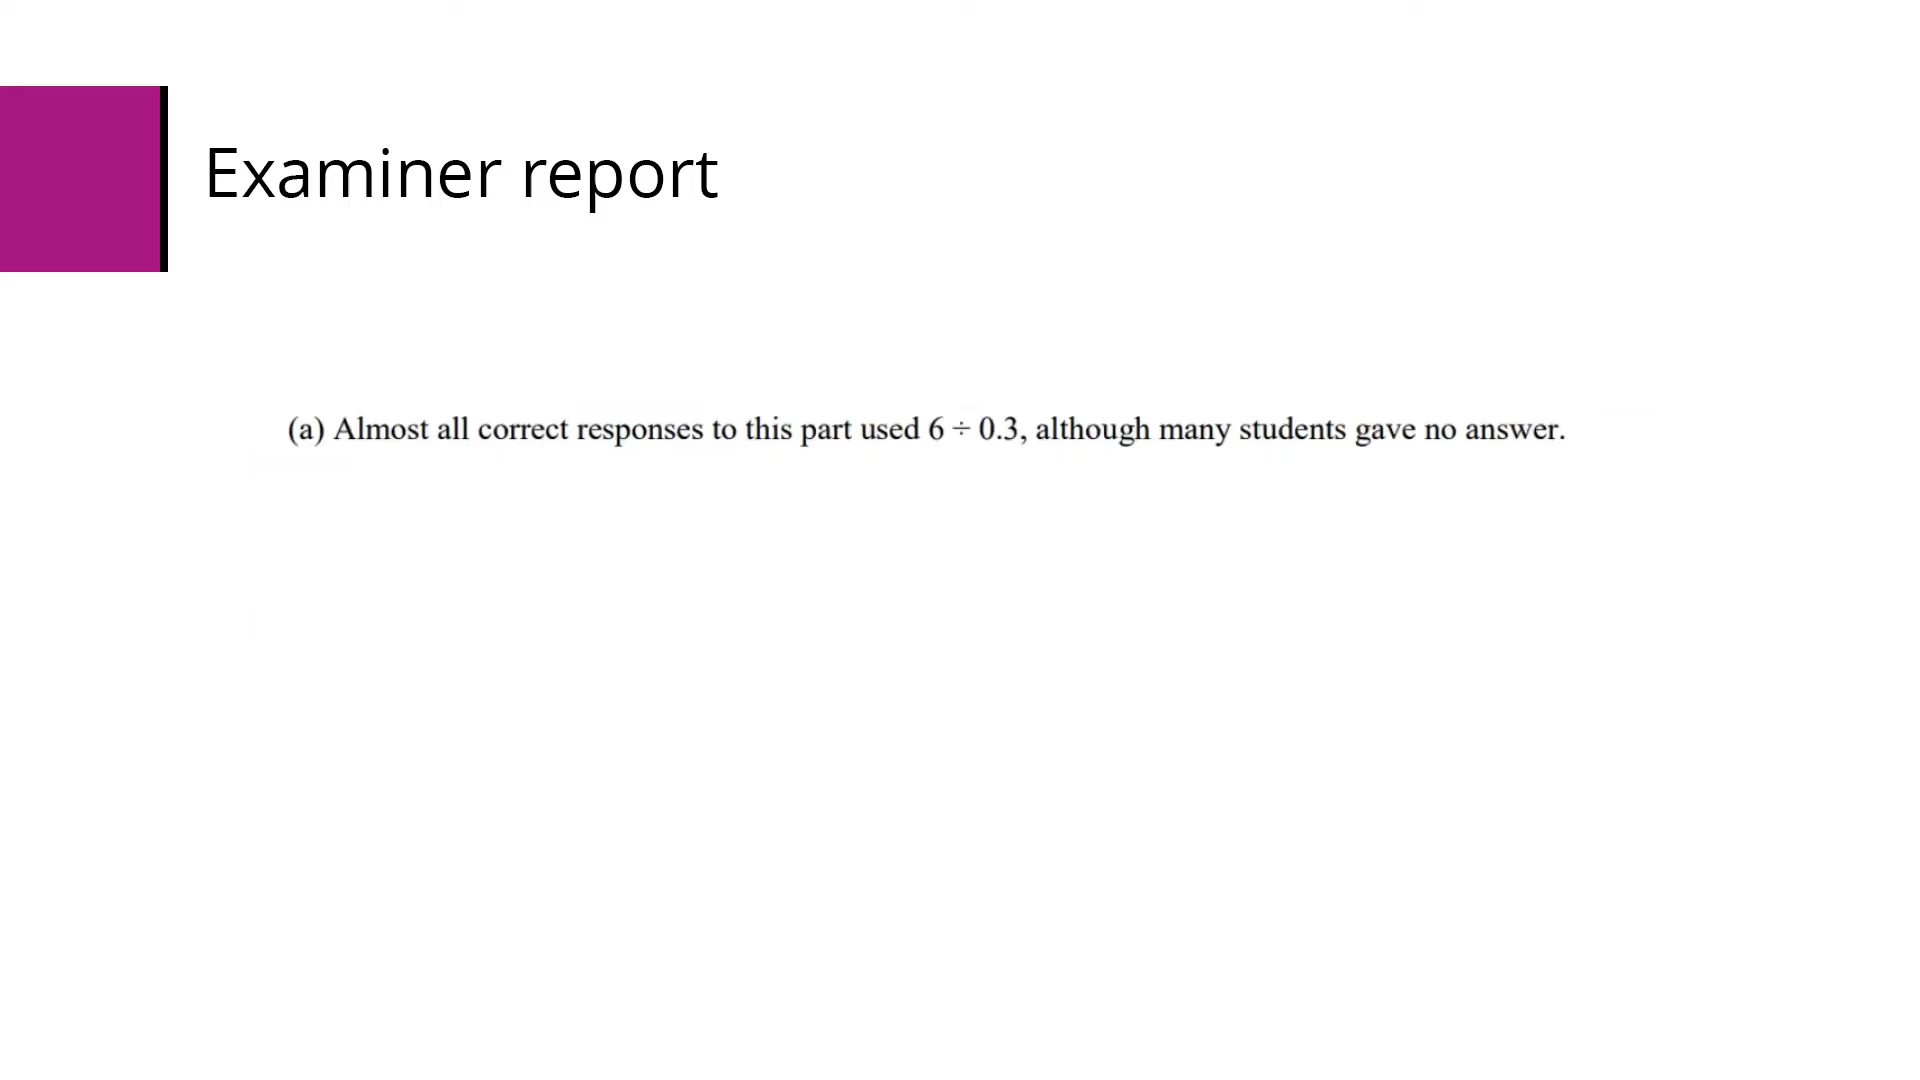 Examiner report
(a) Almost all correct responses to this part used 6 ÷ 0.3, although many students gave no answer.